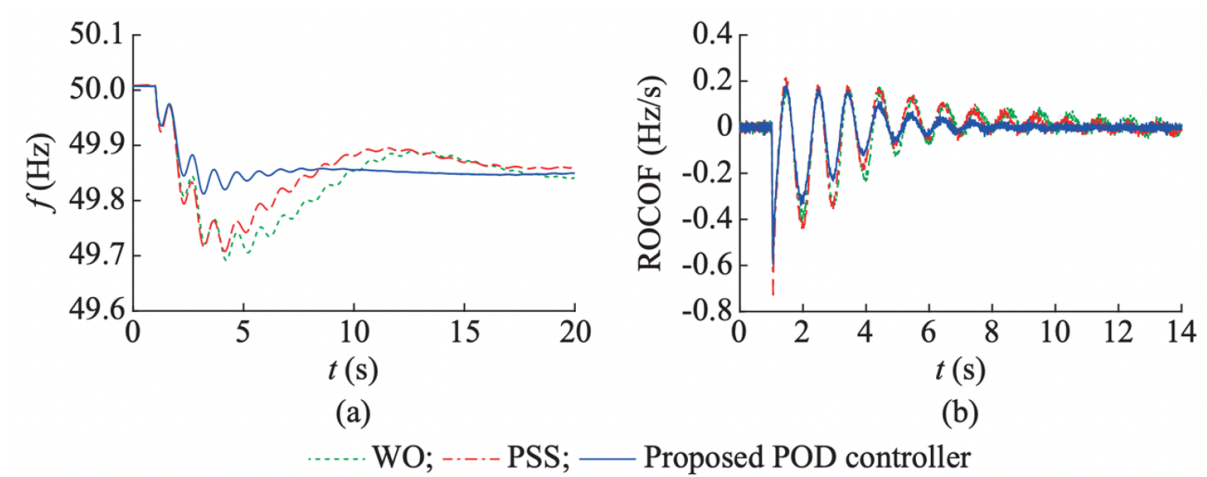 50.1
50.0
49.9
49.8
49.7
49.6
f (Hz)
0 5 10 15 20
t (s)
(a)
0.4
0.2
0
-0.2
-0.4
-0.6
-0.8
ROCOF (Hz/s)
0 2 4 6 8 10 12 14
t (s)
(b)
WO; PSS; Proposed POD controller